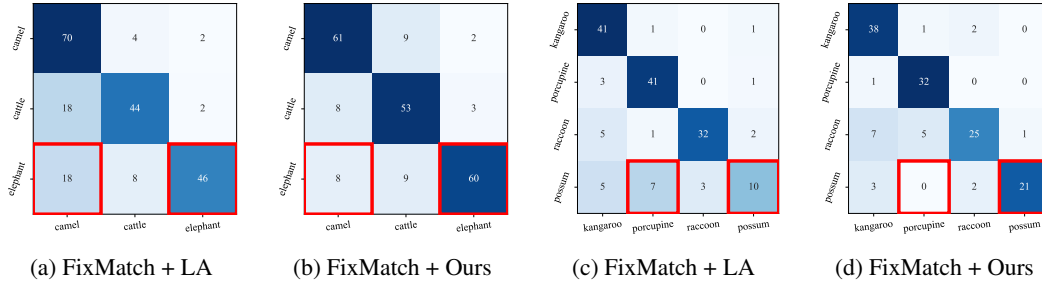 camel 70 4 2
cattle 18 44 2
elephant 18 8 46
camel cattle elephant
(a) FixMatch + LA
camel 61 9 2
cattle 8 53 3
elephant 8 9 60
camel cattle elephant
(b) FixMatch + Ours
kangaroo 41 1 0 1
porcupine 3 41 0 1
raccoon 5 1 32 2
possum 5 7 3 10
kangaroo porcupine raccoon possum
(c) FixMatch + LA
kangaroo 38 1 2 0
porcupine 1 32 0 0
raccoon 7 5 25 1
possum 3 0 2 21
kangaroo porcupine raccoon possum
(d) FixMatch + Ours